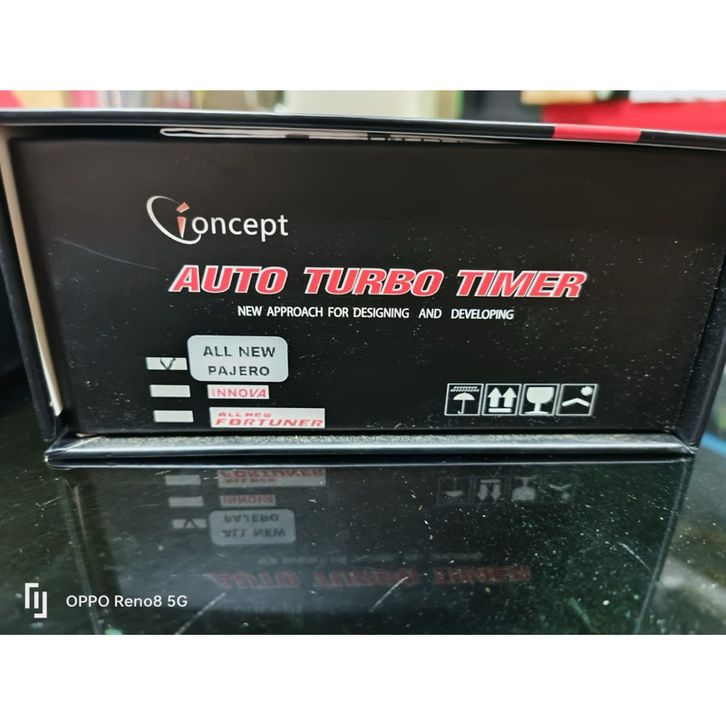 ioncept
AUTO TURBO TIMER
NEW APPROACH FOR DESIGNING AND DEVELOPING
ALL NEW
PAJERO
INNOVA
ALL NEW
FORTUNER
OPPO Reno8 5G